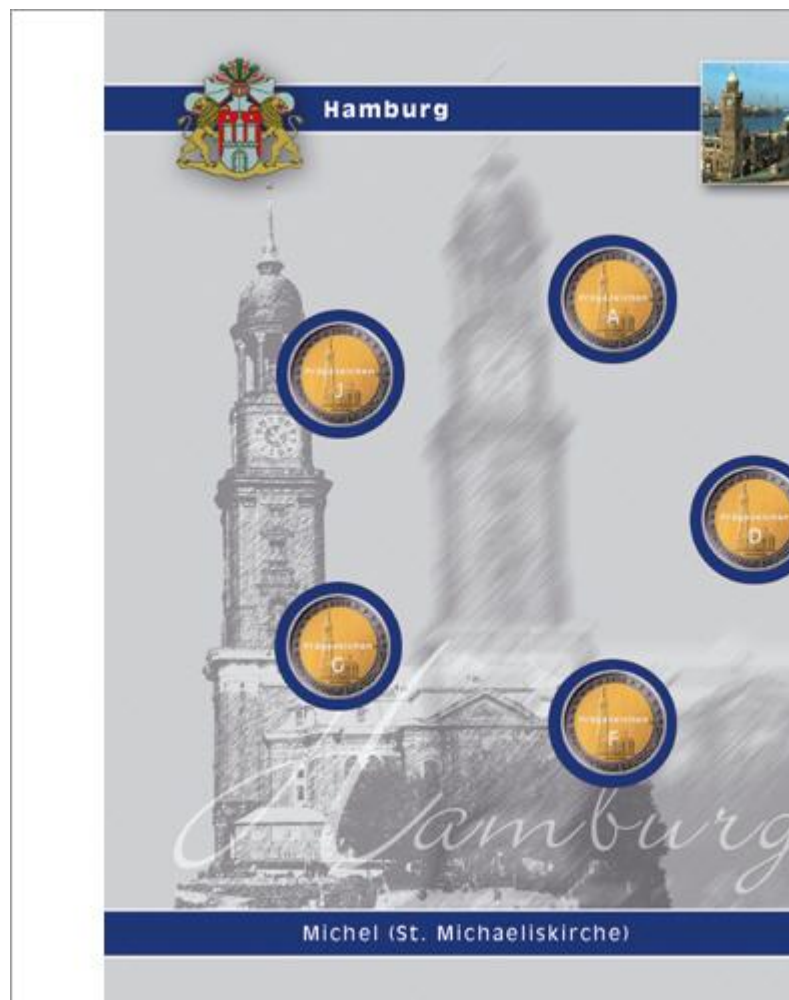 Hamburg
Prägezeichen
A
Prägezeichen
J
Prägezeichen
D
Prägezeichen
G
Prägezeichen
F
Hamburg
Michel (St. Michaeliskirche)